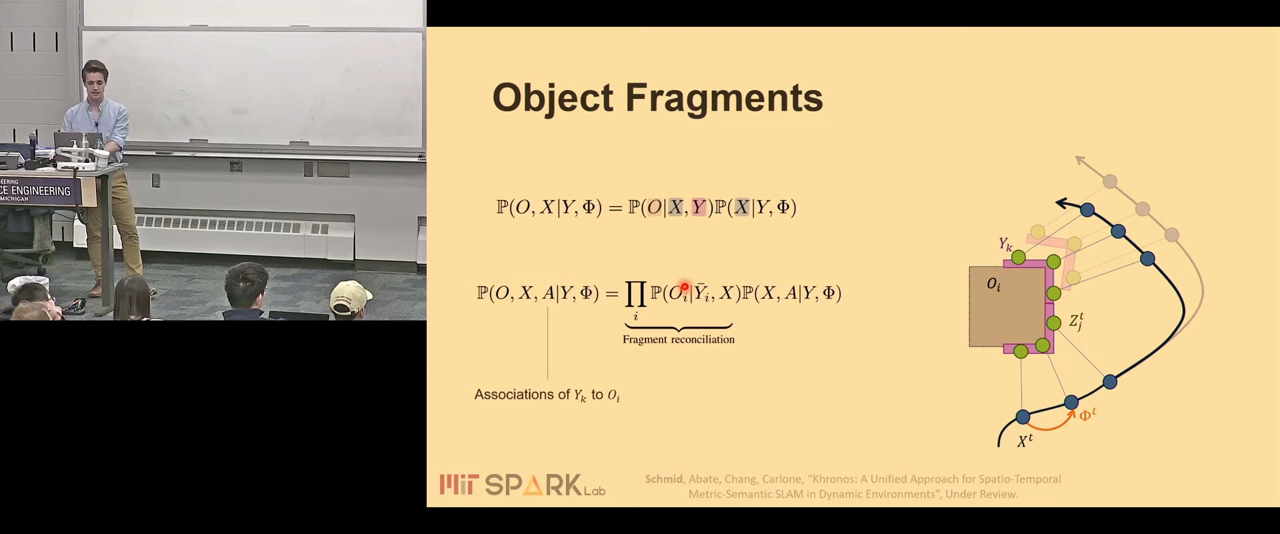 Object Fragments
ℙ(O, X|Y, Φ) = ℙ(O|X, Y)ℙ(X|Y, Φ)
ℙ(O, X, A|Y, Φ) = ∏ᵢ ℙ(Oᵢ|Ȳᵢ, X)ℙ(X, A|Y, Φ)
Fragment reconciliation
Associations of Yₖ to Oᵢ
Yₖ
Oᵢ
Zⱼᵗ
Φᵗ
Xᵗ
MIT SPARK Lab
Schmid, Abate, Chang, Carlone, "Khronos: A Unified Approach for Spatio-Temporal
Metric-Semantic SLAM in Dynamic Environments", Under Review.
CE ENGINEERING
MICHIGAN